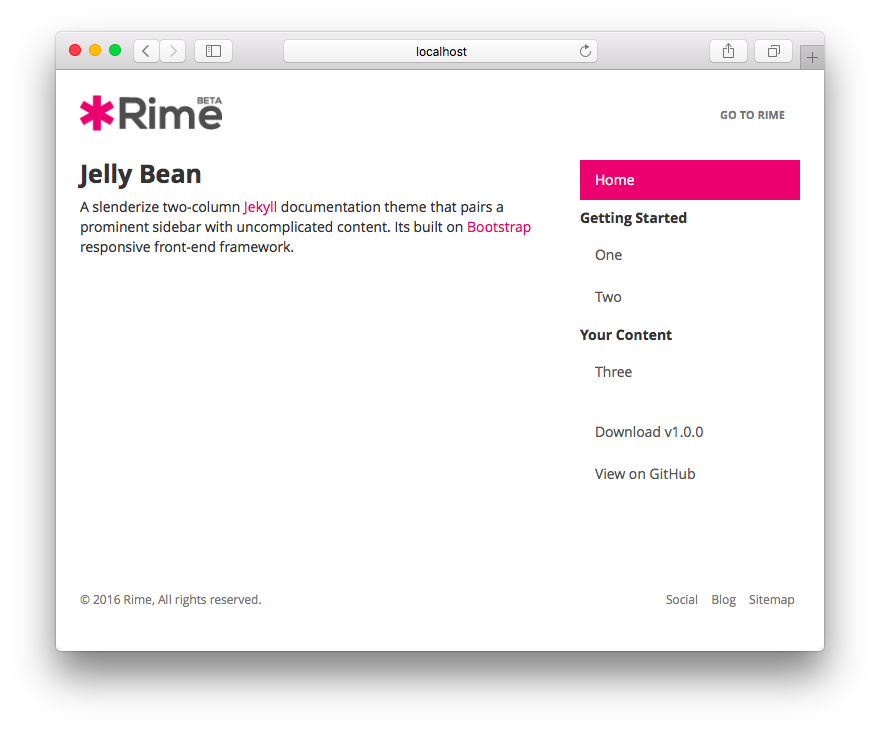 localhost
Rime BETA
GO TO RIME
Jelly Bean
A slenderize two-column Jekyll documentation theme that pairs a
prominent sidebar with uncomplicated content. Its built on Bootstrap
responsive front-end framework.
Home
Getting Started
One
Two
Your Content
Three
Download v1.0.0
View on GitHub
© 2016 Rime, All rights reserved.
Social Blog Sitemap